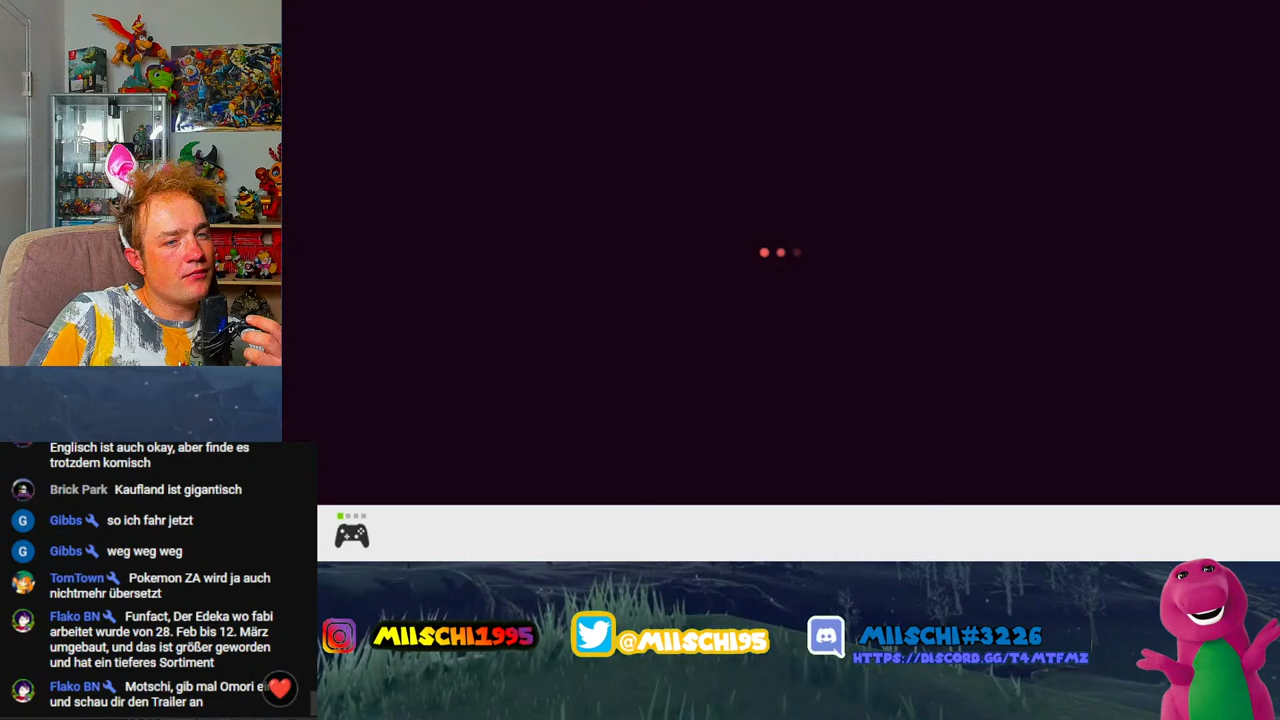 Englisch ist auch okay, aber finde es
trotzdem komisch
Brick Park Kaufland ist gigantisch
G Gibbs so ich fahr jetzt
G Gibbs weg weg weg
TomTown Pokemon ZA wird ja auch
nichtmehr übersetzt
Flako BN Funfact, Der Edeka wo fabi
arbeitet wurde von 28. Feb bis 12. März
umgebaut, und das ist größer geworden
und hat ein tieferes Sortiment
Flako BN Motschi, gib mal Omori
und schau dir den Trailer an
MIISCHI1995
@MIISCHI95
MIISCHI#3226
HTTPS://DISCORD.GG/T4MTFMZ